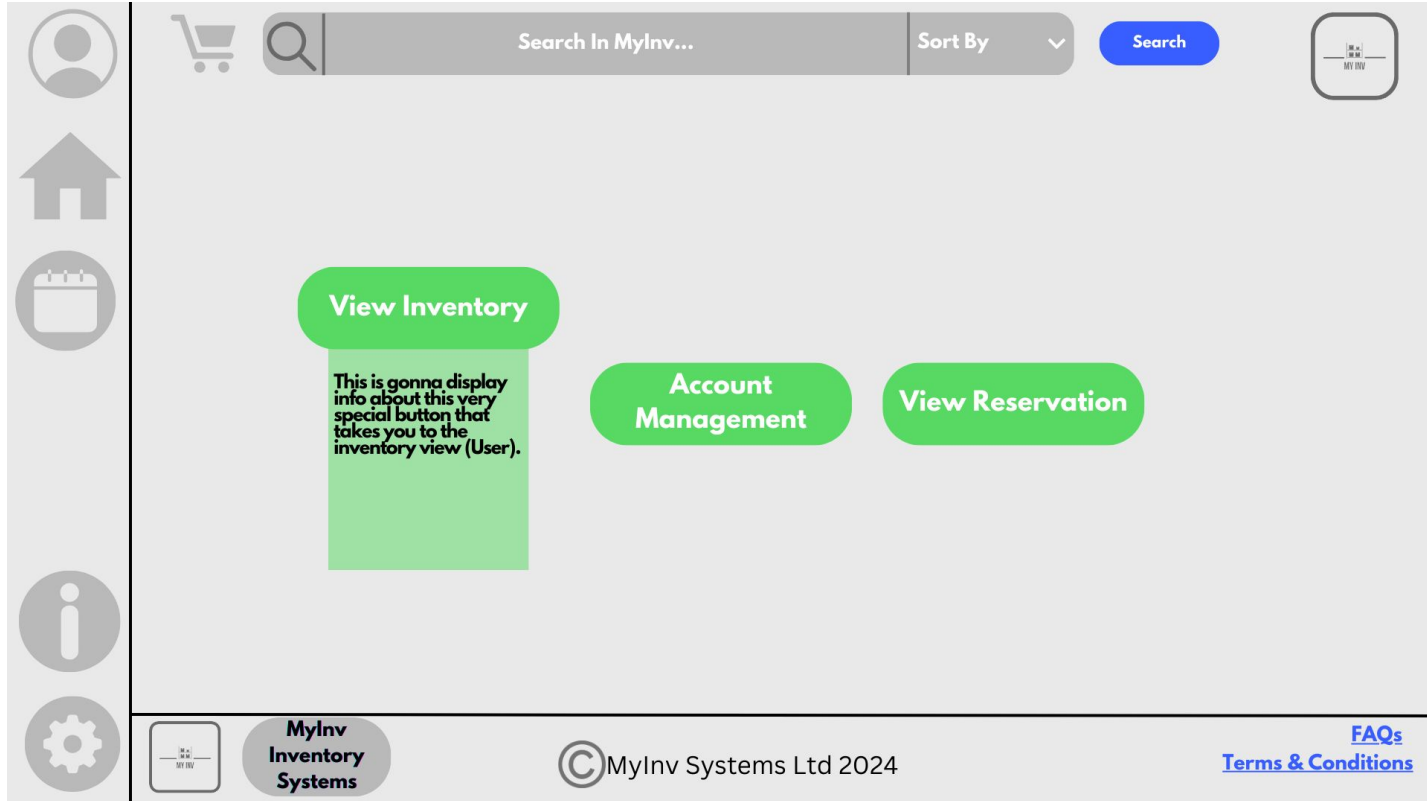 Search In MyInv...
Sort By
Search
MY INV
View Inventory
This is gonna display
info about this very
special button that
takes you to the
inventory view (User).
Account
Management
View Reservation
MY INV
MyInv
Inventory
Systems
©MyInv Systems Ltd 2024
FAQs
Terms & Conditions